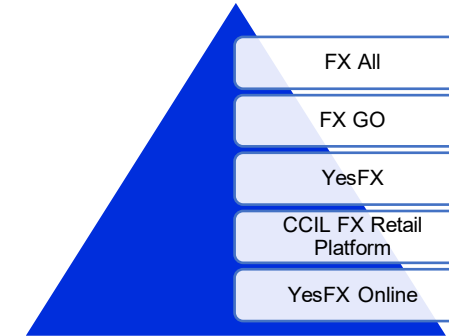 FX All
FX GO
YesFX
CCIL FX Retail
Platform
YesFX Online